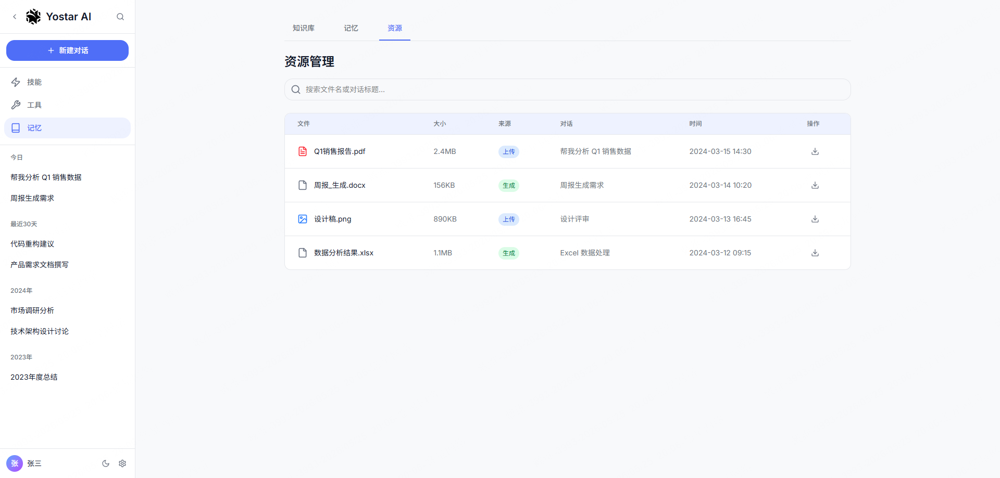 Yostar AI
新建对话
技能
工具
记忆
今日
帮我分析 Q1 销售数据
周报生成需求
最近30天
代码重构建议
产品需求文档撰写
2024年
市场调研分析
技术架构设计讨论
2023年
2023年度总结
张 张三
知识库 记忆 资源
资源管理
搜索文件名或对话标题...
文件 大小 来源 对话 时间 操作
Q1销售报告.pdf 2.4MB 上传 帮我分析 Q1 销售数据 2024-03-15 14:30
周报_生成.docx 156KB 生成 周报生成需求 2024-03-14 10:20
设计稿.png 890KB 上传 设计评审 2024-03-13 16:45
数据分析结果.xlsx 1.1MB 生成 Excel 数据处理 2024-03-12 09:15